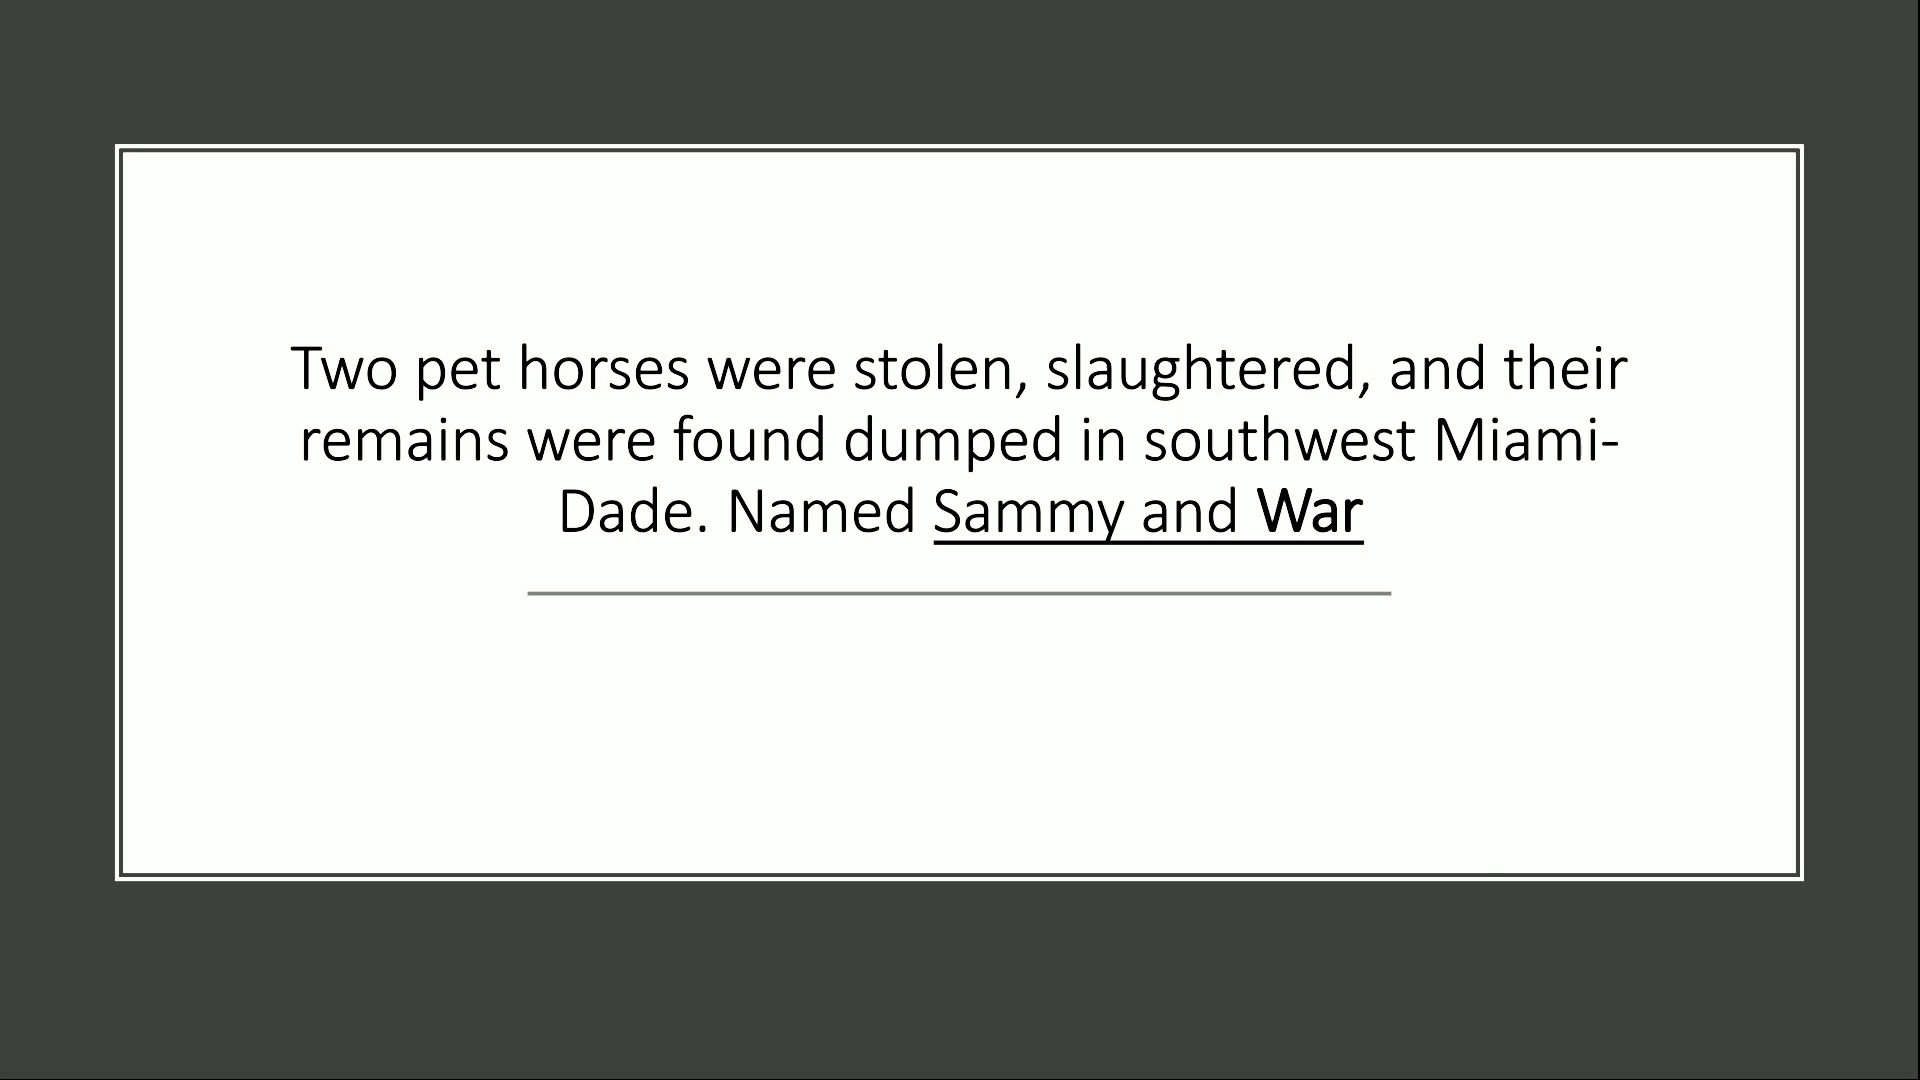 Two pet horses were stolen, slaughtered, and their
remains were found dumped in southwest Miami-
Dade. Named Sammy and War